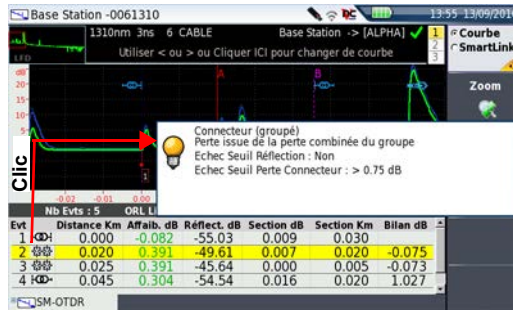 Base Station -0061310
13:55 13/09/2016
1310nm 3ns 6 CABLE Base Station -> [ALPHA] 1
Utiliser < ou > ou Cliquer ICI pour changer de courbe
2
3
LFD
Courbe
SmartLink
Zoom
dB
20
15
10
5
A
B
Connecteur (groupé)
Perte issue de la perte combinée du groupe
Echec Seuil Réflection : Non
Echec Seuil Perte Connecteur : > 0.75 dB
Clic
1
-0.02 -0.01 0.00
Nb Evts : 5 ORL
Evt Distance Km Affaib. dB Réflect. dB Section dB Section Km Bilan dB
1 0.000 -0.082 -55.03 0.009 0.030
2 0.020 0.391 -49.61 0.007 0.020 -0.075
3 0.025 0.391 -45.64 0.000 0.005 -0.073
4 0.045 0.304 -54.54 0.016 0.020 1.027
SM-OTDR